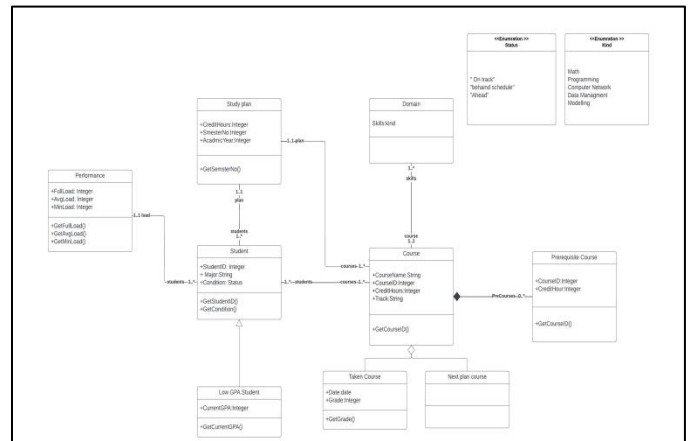 <<Enumration >>
Status
" On track"
"behaind schedule"
"Ahead"
<<Enumration >>
Kind
Math
Programming
Computer Network
Data Managment
Modelling
Study plan
+CreditHours:Integer
+SmesterNo:Integer
+AcadmicYear:Integer
+GetSemsterNo()
Domain
Skills:kind
1..1 plan
1..1
plan
students
1..*
1..*
skills
course
1..1
Performance
+FullLoad: Integer
+AvgLoad: Integer
+MinLoad: Integer
+GetFullLoad()
+GetAvgLoad()
+GetMinLoad()
1..1 load
students 1..*
Student
+StudentID: Integer
+ Major:String
+Condition: Status
+GetStudentID()
+GetCondition()
1..* students
courses 1..*
courses 1..*
Course
+CourseName:String
+CourseID:Integer
+CreditHours:Integer
+Track:String
+GetCourseID()
PreCourses 0..*
Prerequisite Course
+CourseID:Integer
+CreditHour:Integer
+GetCourseID()
Low GPA Student
+CurrentGPA:Integer
+GetCurrentGPA()
Taken Course
+Date:date
+Grade:Integer
+GetGrade()
Next plan course